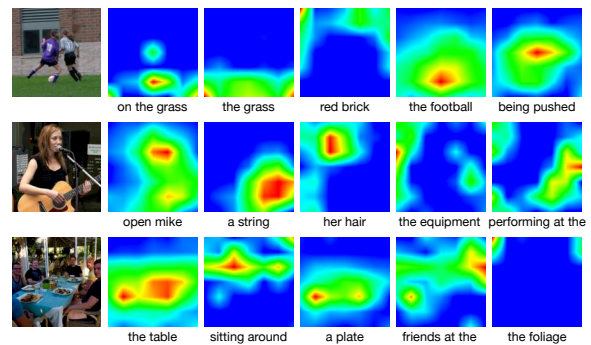 on the grass the grass red brick the football being pushed
open mike a string her hair the equipment performing at the
the table sitting around a plate friends at the the foliage